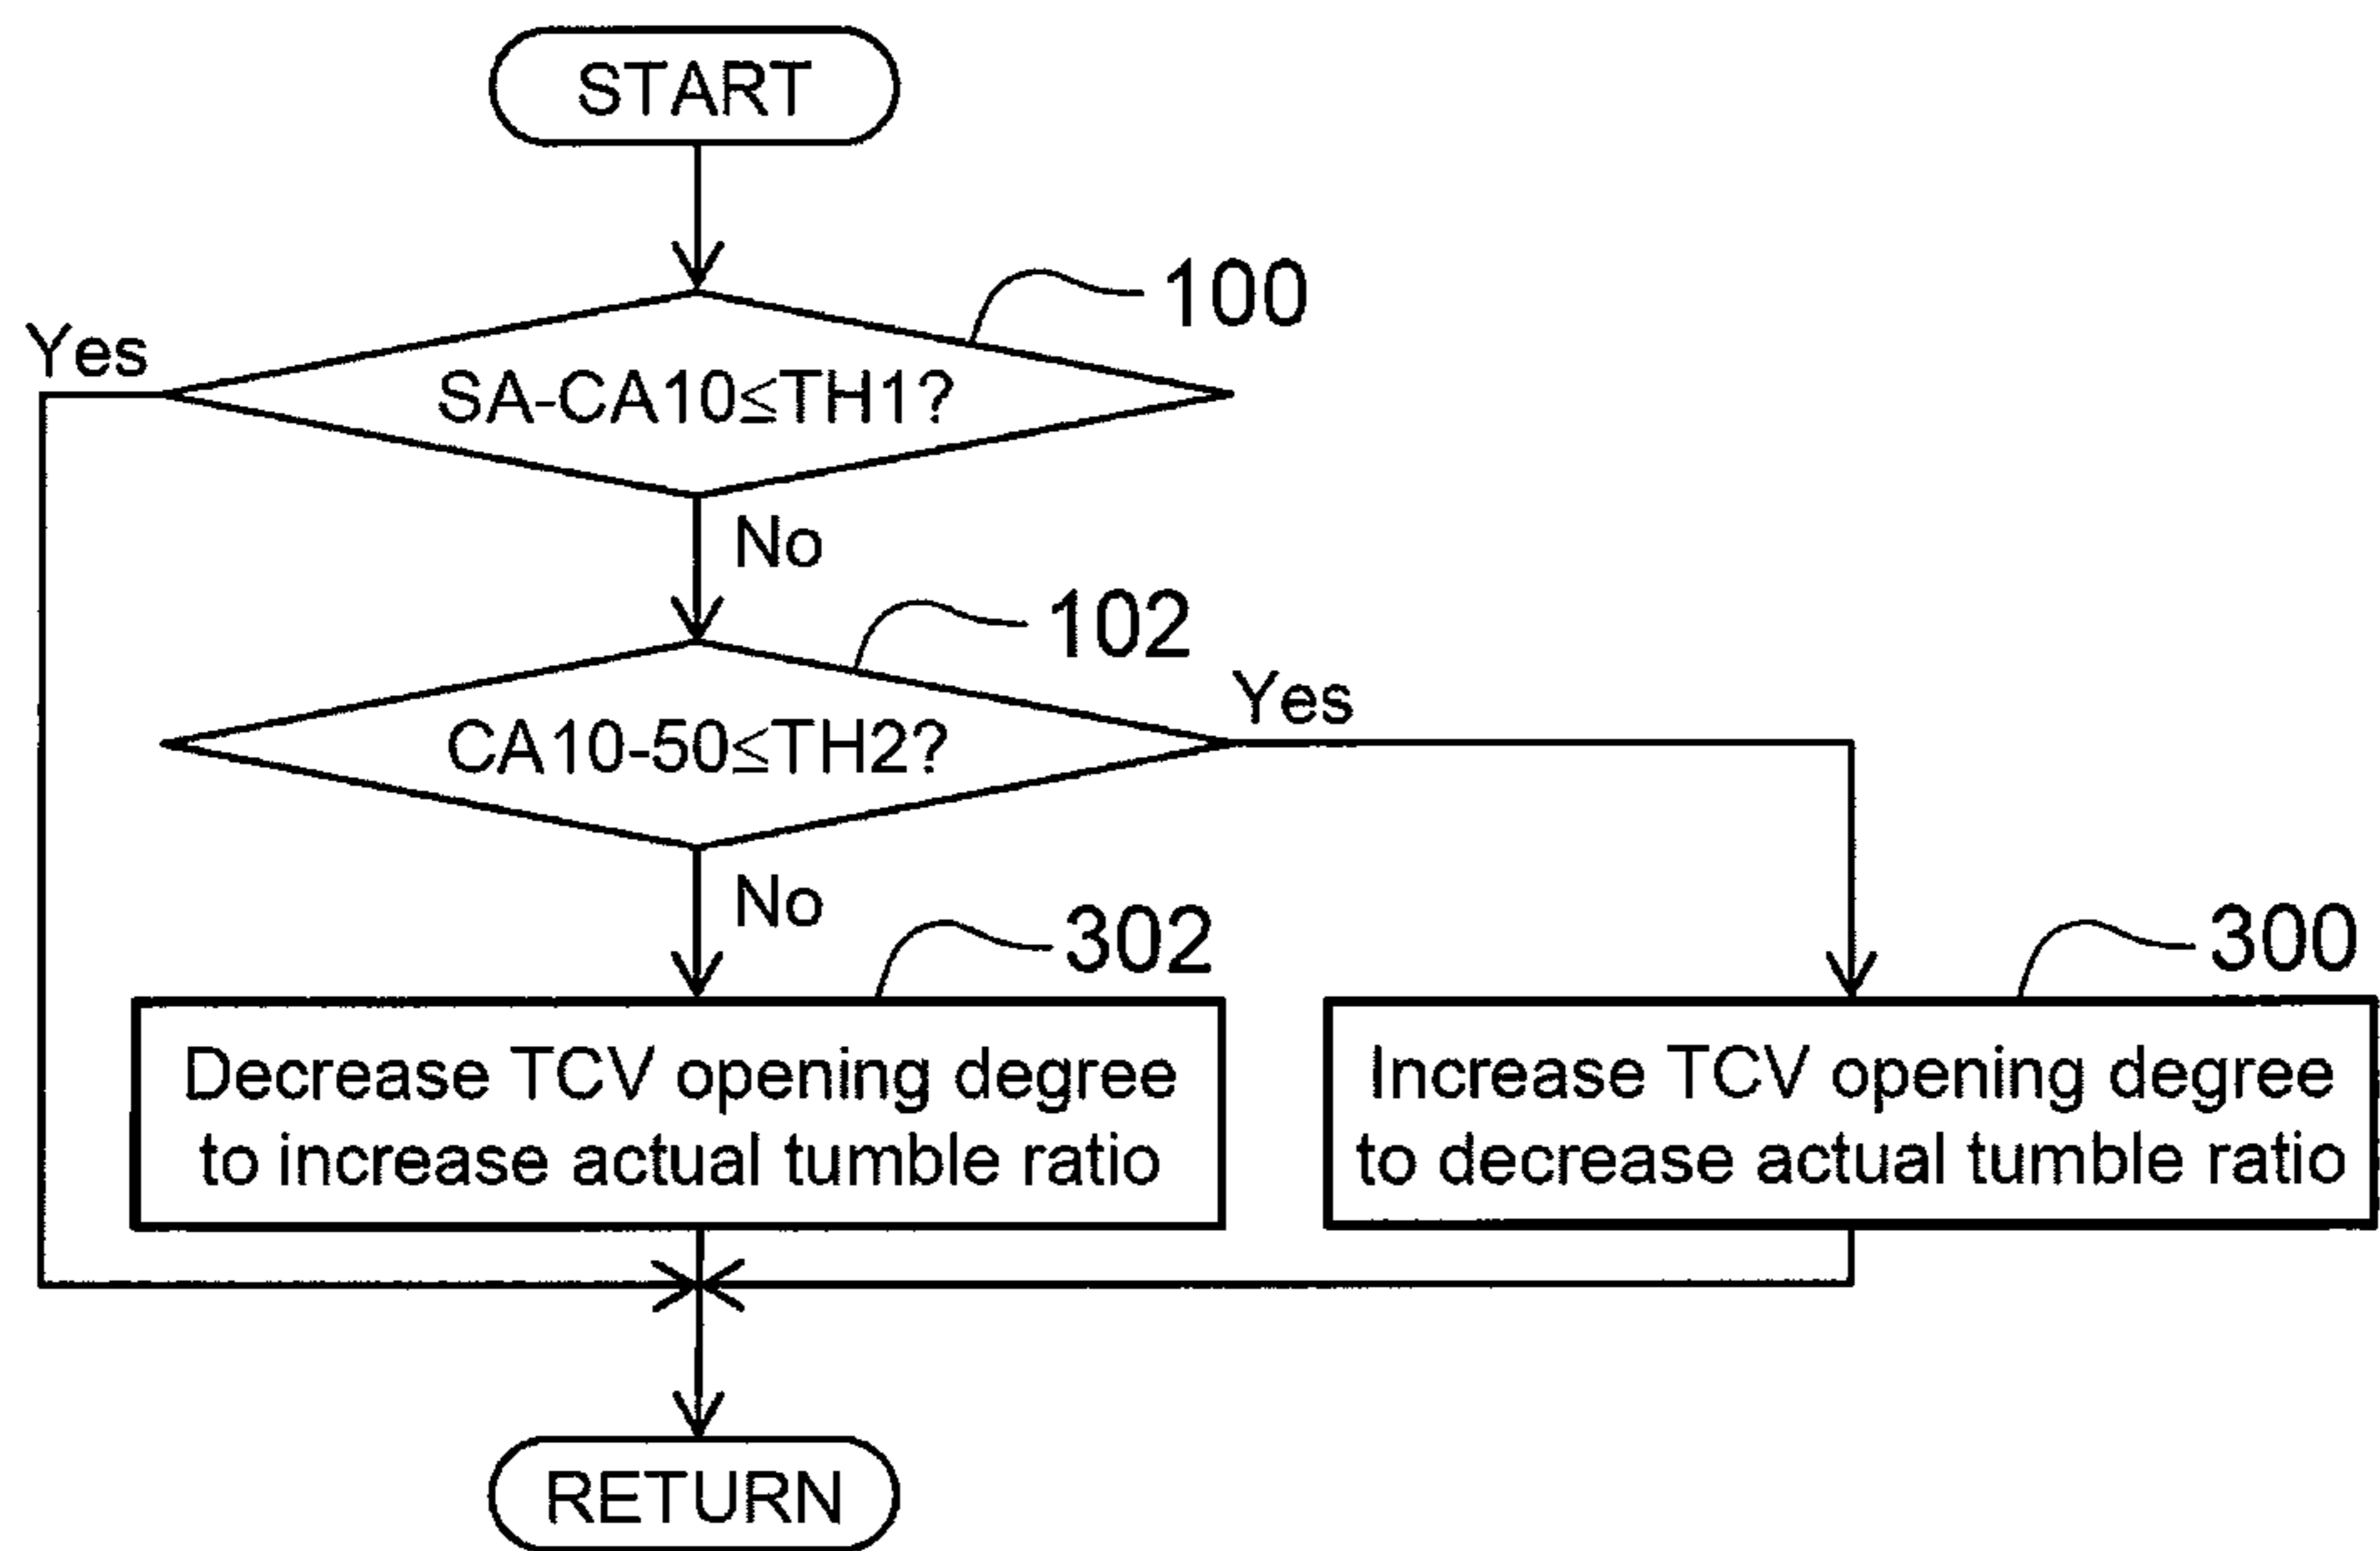 START
100
Yes
SA-CA10≦TH1?
No
102
Yes
CA10-50≦TH2?
No
302
300
Decrease TCV opening degree
to increase actual tumble ratio
Increase TCV opening degree
to decrease actual tumble ratio
RETURN